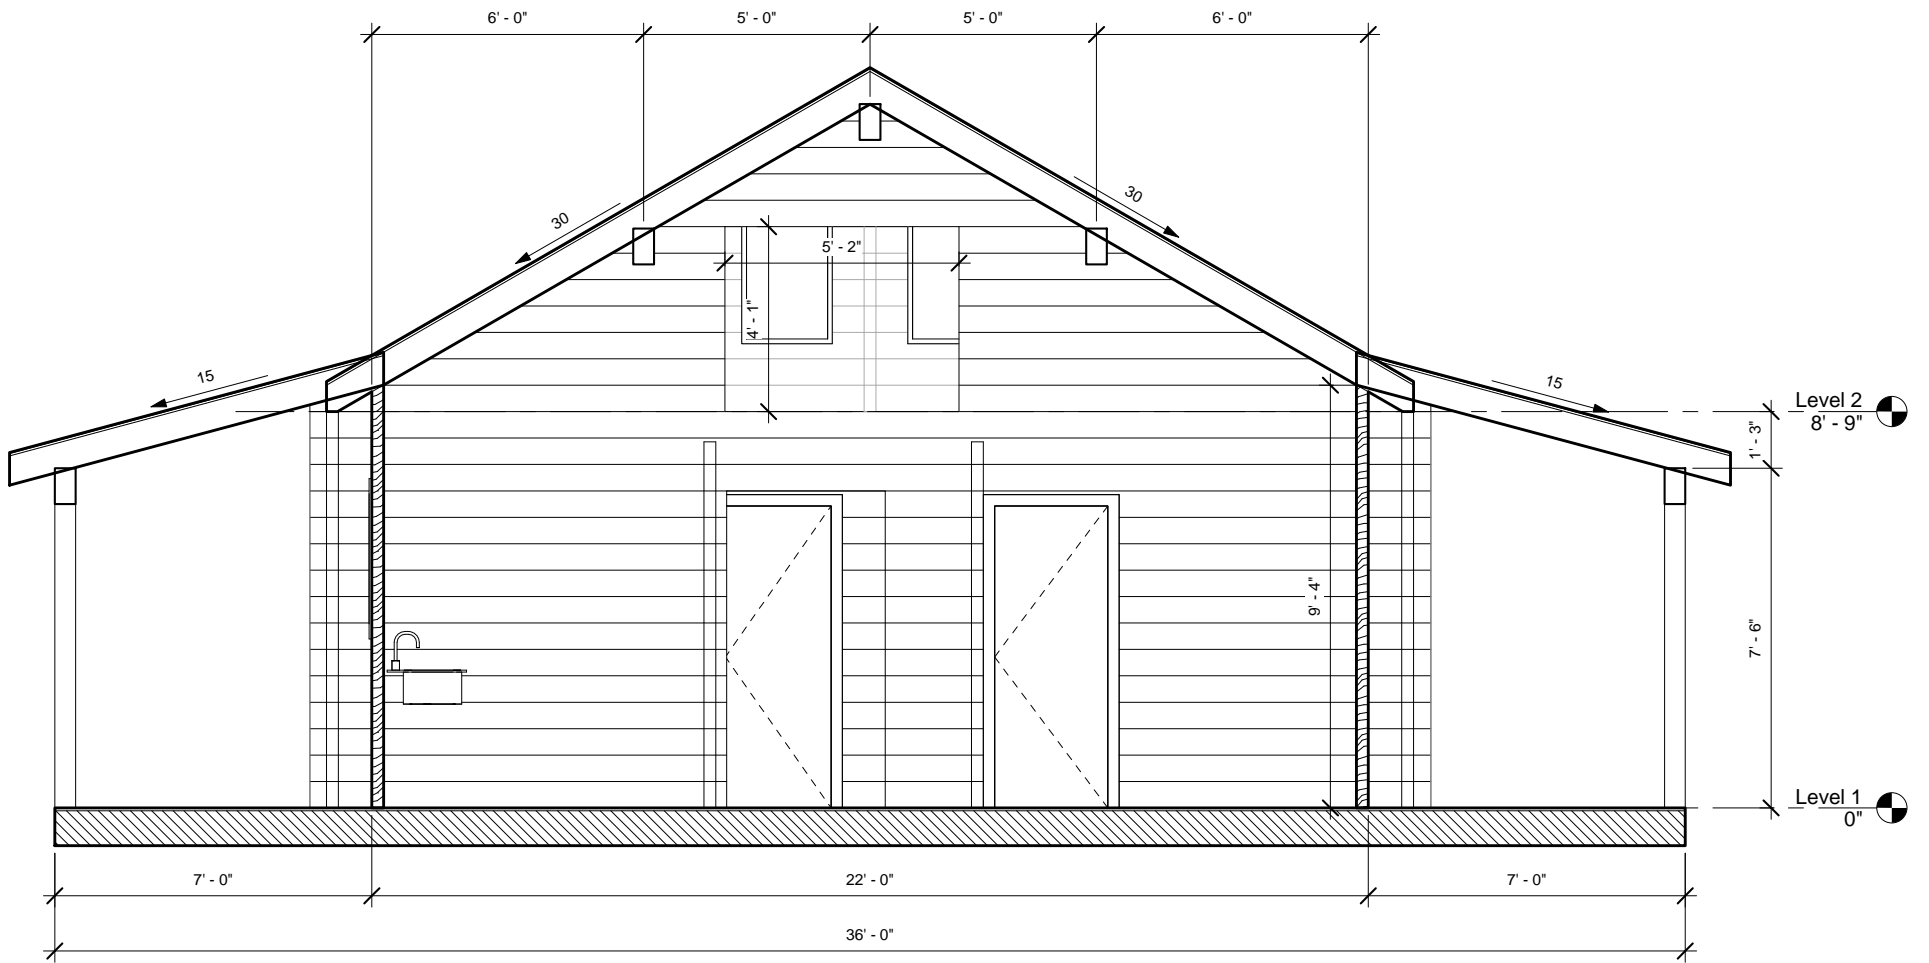 6' - 0"
5' - 0"
5' - 0"
6' - 0"
30
30
5' - 2"
4' - 1"
15
15
Level 2
8' - 9"
1' - 3"
9' - 4"
7' - 6"
Level 1
0"
7' - 0"
22' - 0"
7' - 0"
36' - 0"